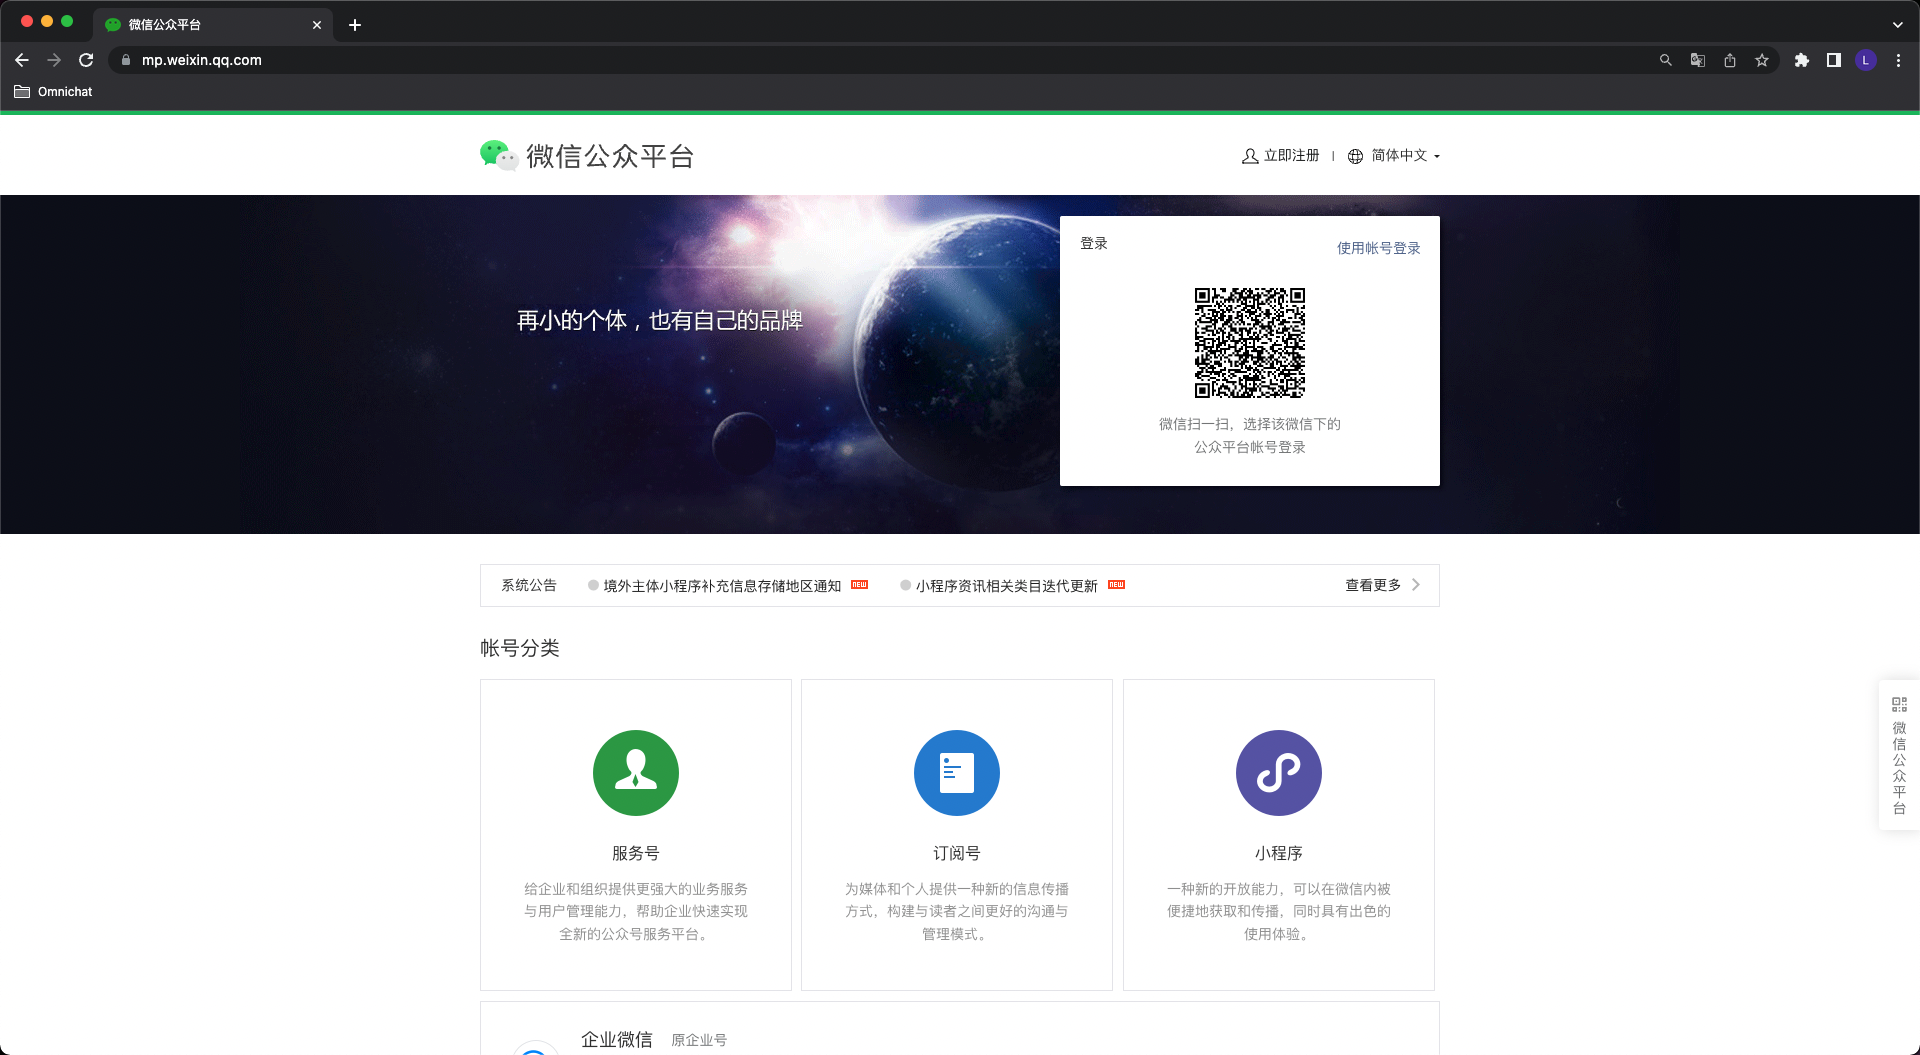 微信公众平台
mp.weixin.qq.com
L
Omnichat
微信公众平台
立即注册
简体中文
再小的个体，也有自己的品牌
登录
使用帐号登录
微信扫一扫，选择该微信下的
公众平台帐号登录
系统公告
境外主体小程序补充信息存储地区通知 NEW
小程序资讯相关类目迭代更新 NEW
查看更多
帐号分类
服务号
给企业和组织提供更强大的业务服务
与用户管理能力，帮助企业快速实现
全新的公众号服务平台。
订阅号
为媒体和个人提供一种新的信息传播
方式，构建与读者之间更好的沟通与
管理模式。
小程序
一种新的开放能力，可以在微信内被
便捷地获取和传播，同时具有出色的
使用体验。
微信公众平台
企业微信 原企业号